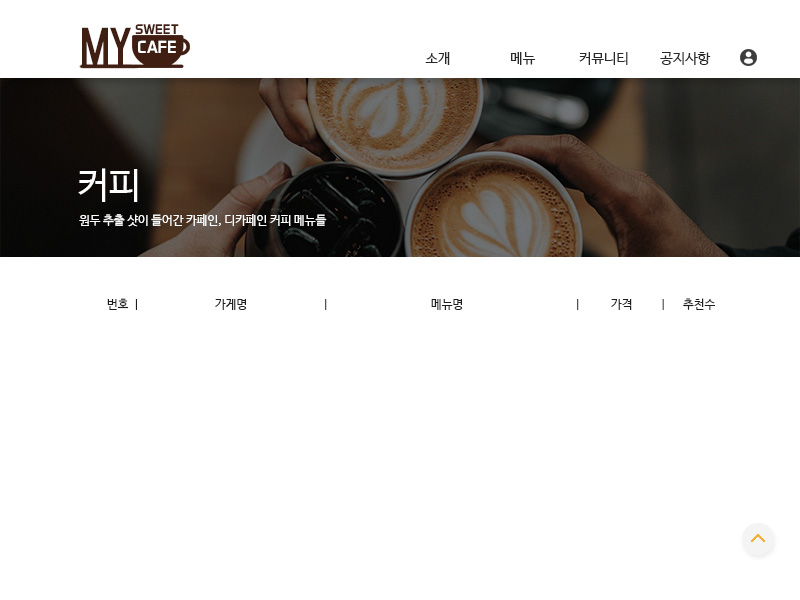 MY SWEET CAFE
소개 메뉴 커뮤니티 공지사항
커피
원두 추출 샷이 들어간 카페인, 디카페인 커피 메뉴들
번호 | 가게명 | 메뉴명 | 가격 | 추천수